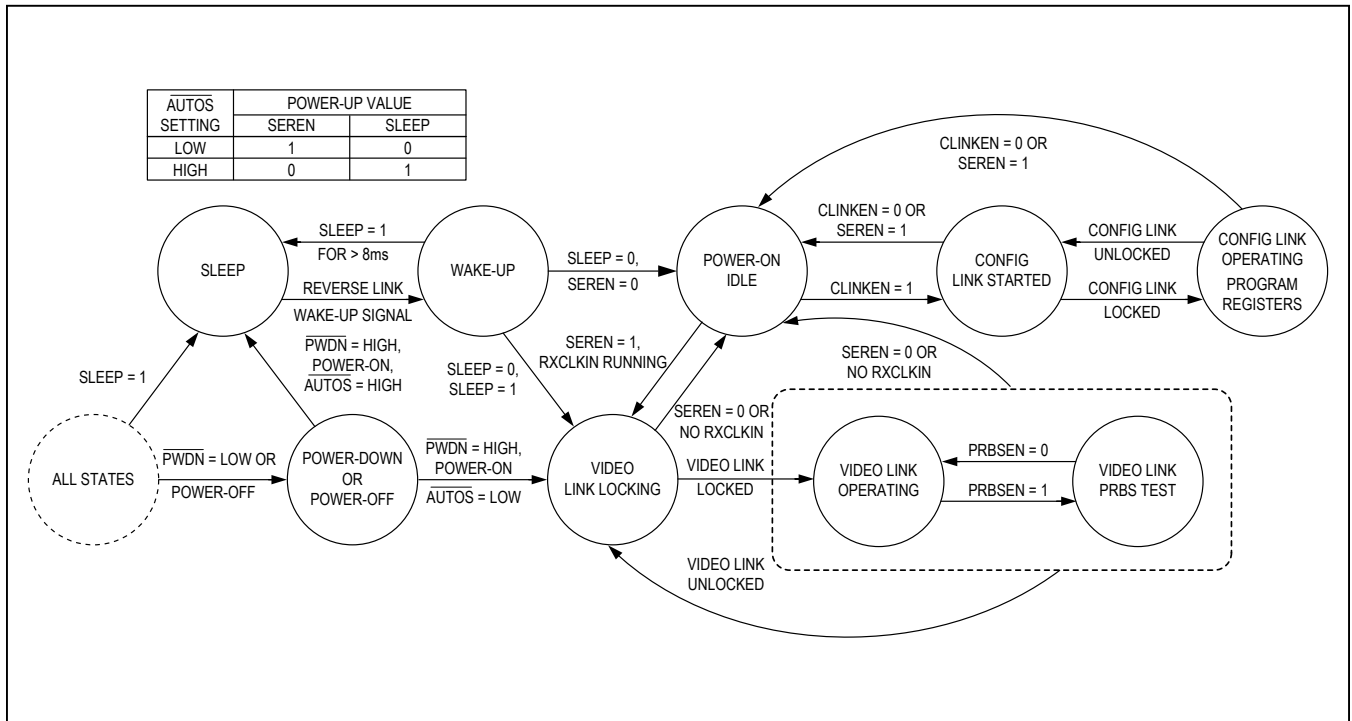 AUTOS SETTING
POWER-UP VALUE
SEREN
SLEEP
LOW
1
0
HIGH
0
1
CLINKEN = 0 OR
SEREN = 1
SLEEP
SLEEP = 1
FOR > 8ms
REVERSE LINK
WAKE-UP SIGNAL
WAKE-UP
SLEEP = 0,
SEREN = 0
POWER-ON
IDLE
CLINKEN = 0 OR
SEREN = 1
CLINKEN = 1
CONFIG
LINK STARTED
CONFIG LINK
UNLOCKED
CONFIG LINK
LOCKED
CONFIG LINK
OPERATING
PROGRAM
REGISTERS
SLEEP = 1
PWDN = HIGH,
POWER-ON,
AUTOS = HIGH
SLEEP = 0,
SLEEP = 1
SEREN = 1,
RXCLKIN RUNNING
SEREN = 0 OR
NO RXCLKIN
SEREN = 0 OR
NO RXCLKIN
ALL STATES
PWDN = LOW OR
POWER-OFF
POWER-DOWN
OR
POWER-OFF
PWDN = HIGH,
POWER-ON
AUTOS = LOW
VIDEO
LINK LOCKING
VIDEO LINK
LOCKED
VIDEO LINK
OPERATING
PRBSEN = 0
PRBSEN = 1
VIDEO LINK
PRBS TEST
VIDEO LINK
UNLOCKED